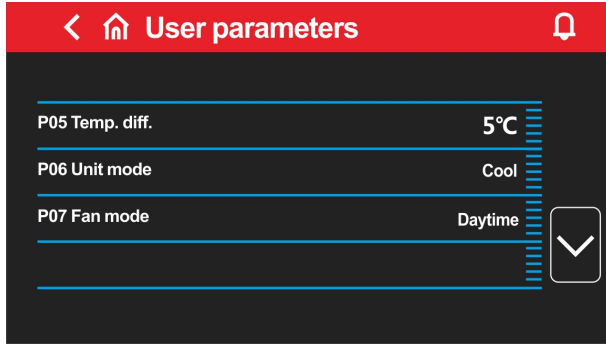 User parameters
P05 Temp. diff. 5℃
P06 Unit mode Cool
P07 Fan mode Daytime